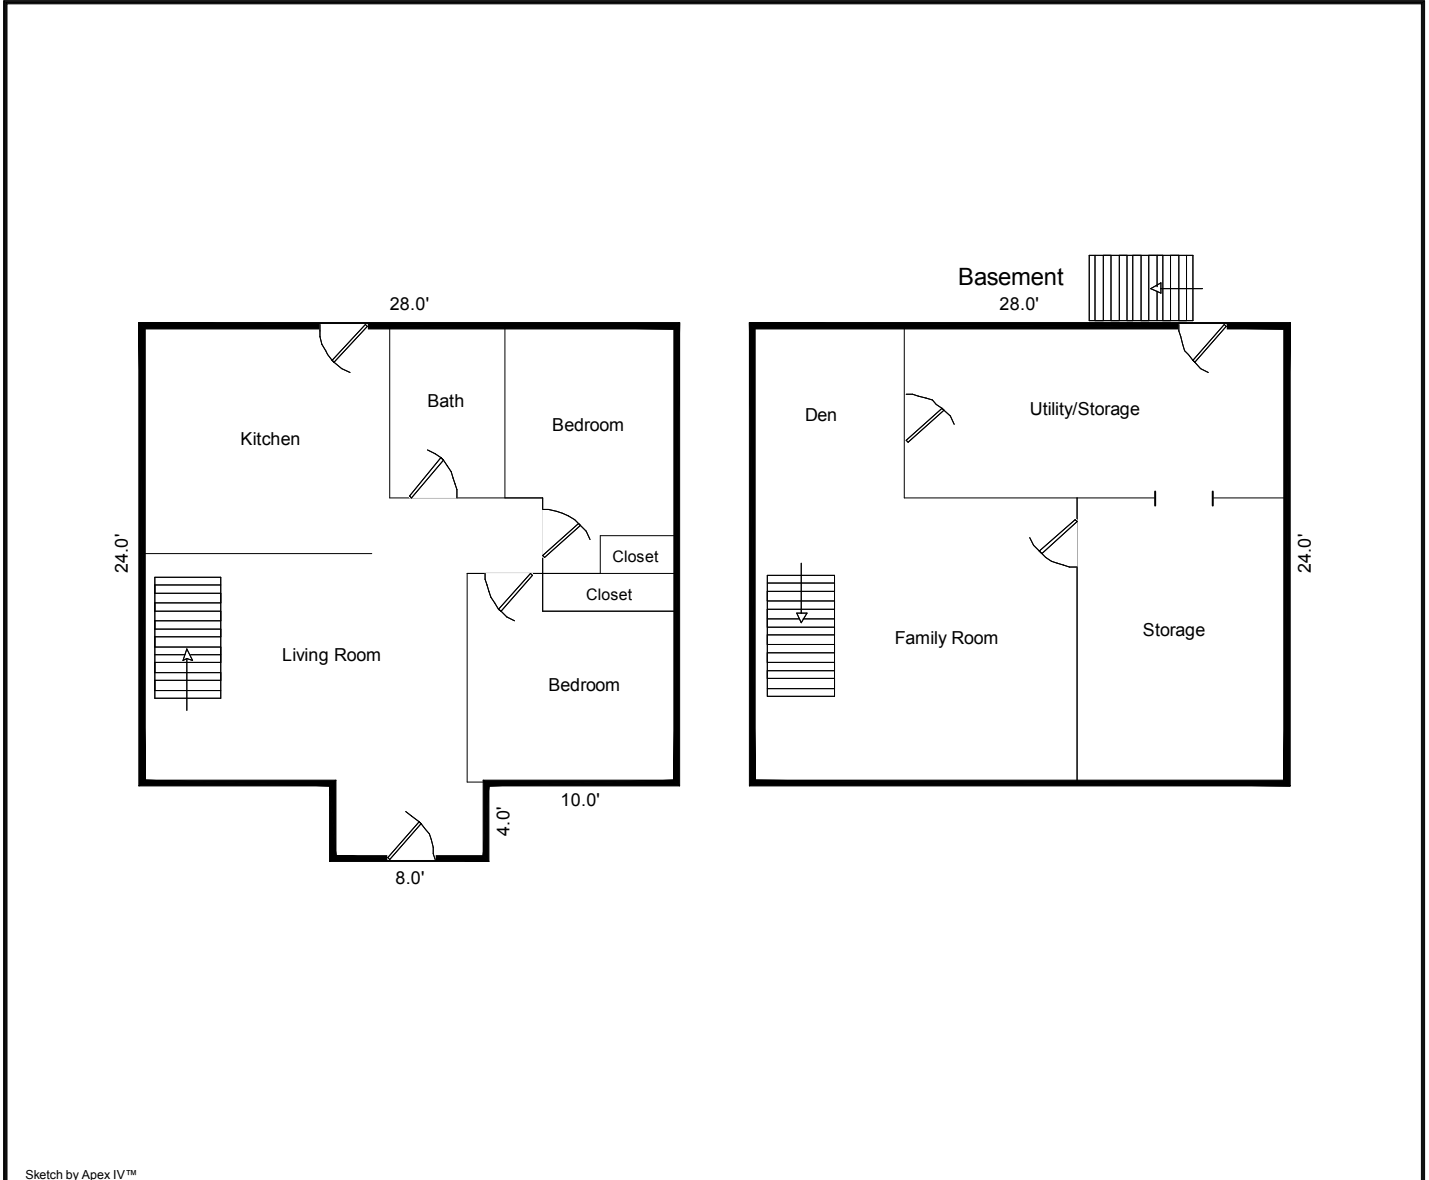 Basement
28.0'
28.0'
Bath
Den
Utility/Storage
Bedroom
Kitchen
24.0'
Closet
24.0'
Closet
Living Room
Family Room
Storage
Bedroom
10.0'
4.0'
8.0'
Sketch by Apex IV™